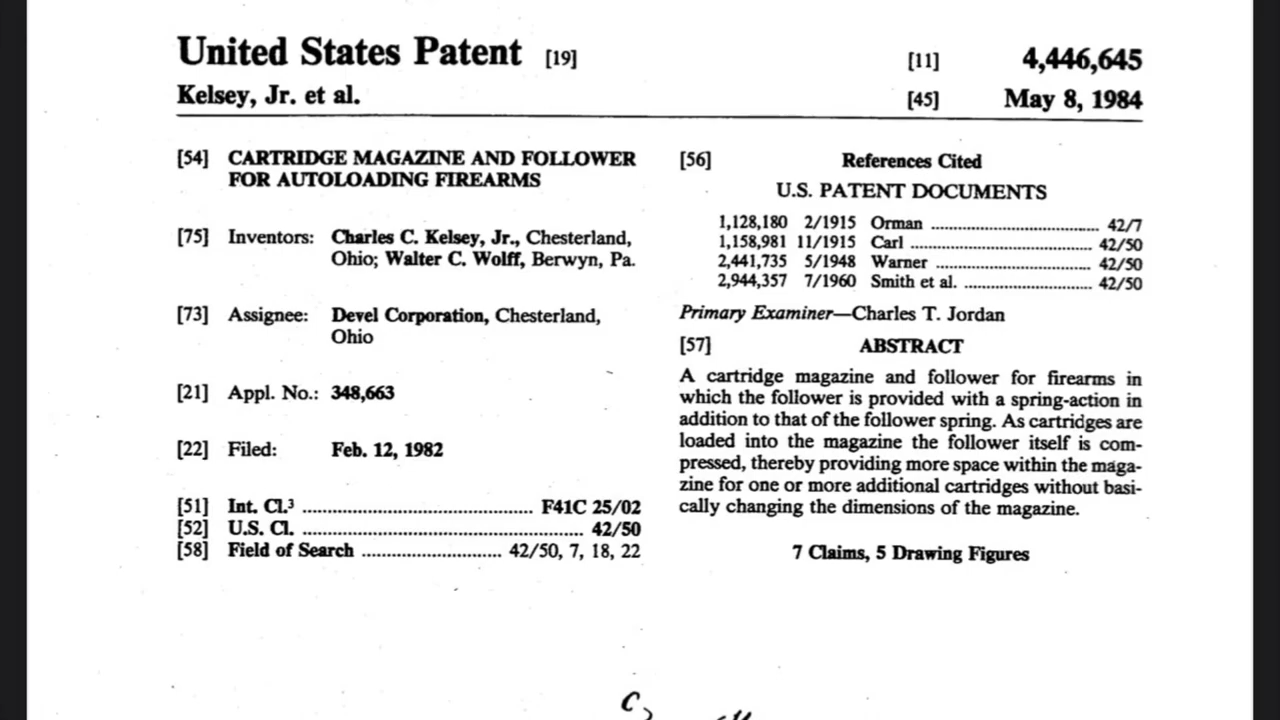 United States Patent [19]
[11] 4,446,645
Kelsey, Jr. et al.
[45] May 8, 1984
[54] CARTRIDGE MAGAZINE AND FOLLOWER
FOR AUTOLOADING FIREARMS
[75] Inventors: Charles C. Kelsey, Jr., Chesterland,
Ohio; Walter C. Wolff, Berwyn, Pa.
[73] Assignee: Devel Corporation, Chesterland,
Ohio
[21] Appl. No.: 348,663
[22] Filed: Feb. 12, 1982
[51] Int. Cl.³ ........................................ F41C 25/02
[52] U.S. Cl. ..................................................... 42/50
[58] Field of Search ........................ 42/50, 7, 18, 22
[56] References Cited
U.S. PATENT DOCUMENTS
1,128,180 2/1915 Orman ........................................ 42/7
1,158,981 11/1915 Carl ........................................... 42/50
2,441,735 5/1948 Warner ..................................... 42/50
2,944,357 7/1960 Smith et al. .............................. 42/50
Primary Examiner—Charles T. Jordan
[57] ABSTRACT
A cartridge magazine and follower for firearms in
which the follower is provided with a spring-action in
addition to that of the follower spring. As cartridges are
loaded into the magazine the follower itself is com-
pressed, thereby providing more space within the maga-
zine for one or more additional cartridges without basi-
cally changing the dimensions of the magazine.
7 Claims, 5 Drawing Figures